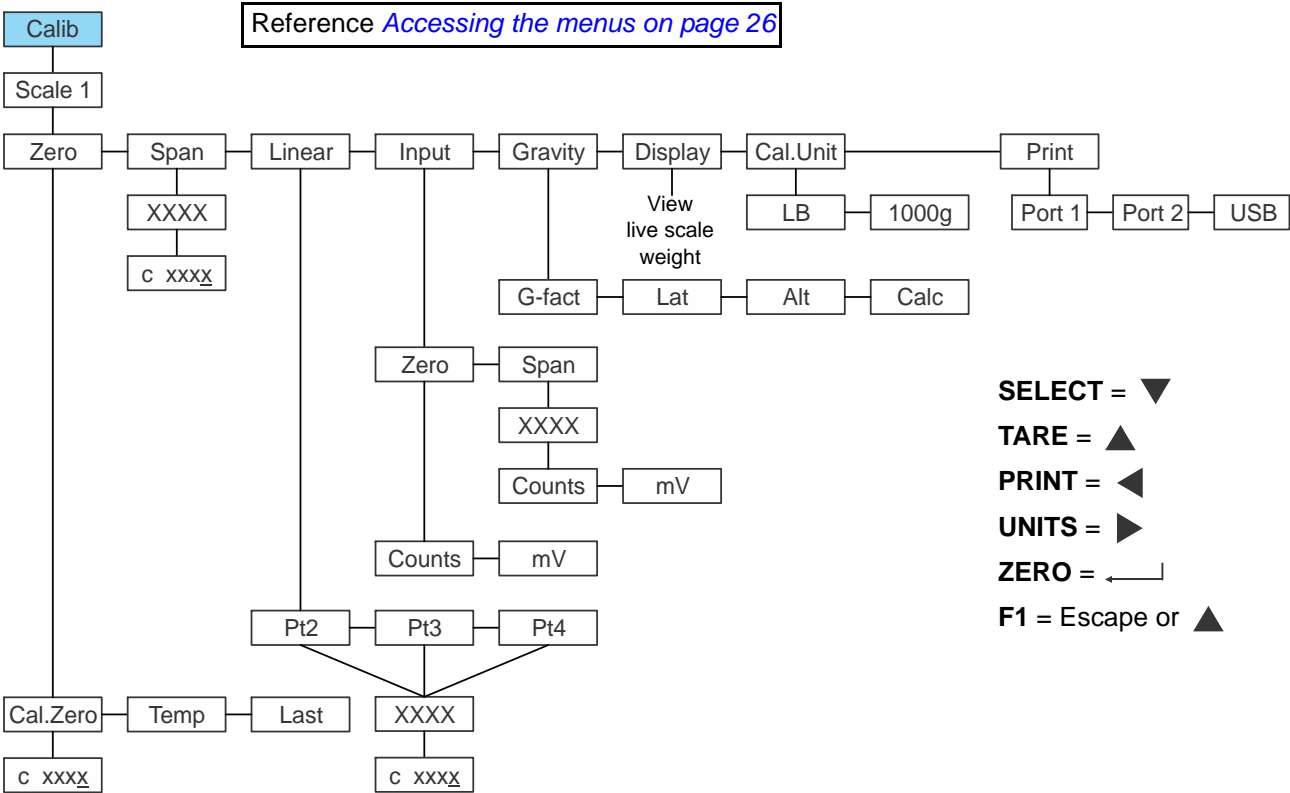 Calib
Reference Accessing the menus on page 26
Scale 1
Zero Span Linear Input Gravity Display Cal.Unit Print
XXXX
View
live scale
weight
LB 1000g
Port 1 Port 2 USB
c xxxx
G-fact Lat Alt Calc
Zero Span
XXXX
Counts mV
Counts mV
Pt2 Pt3 Pt4
Cal.Zero Temp Last XXXX
c xxxx c xxxx
SELECT =
TARE =
PRINT =
UNITS =
ZERO =
F1 = Escape or